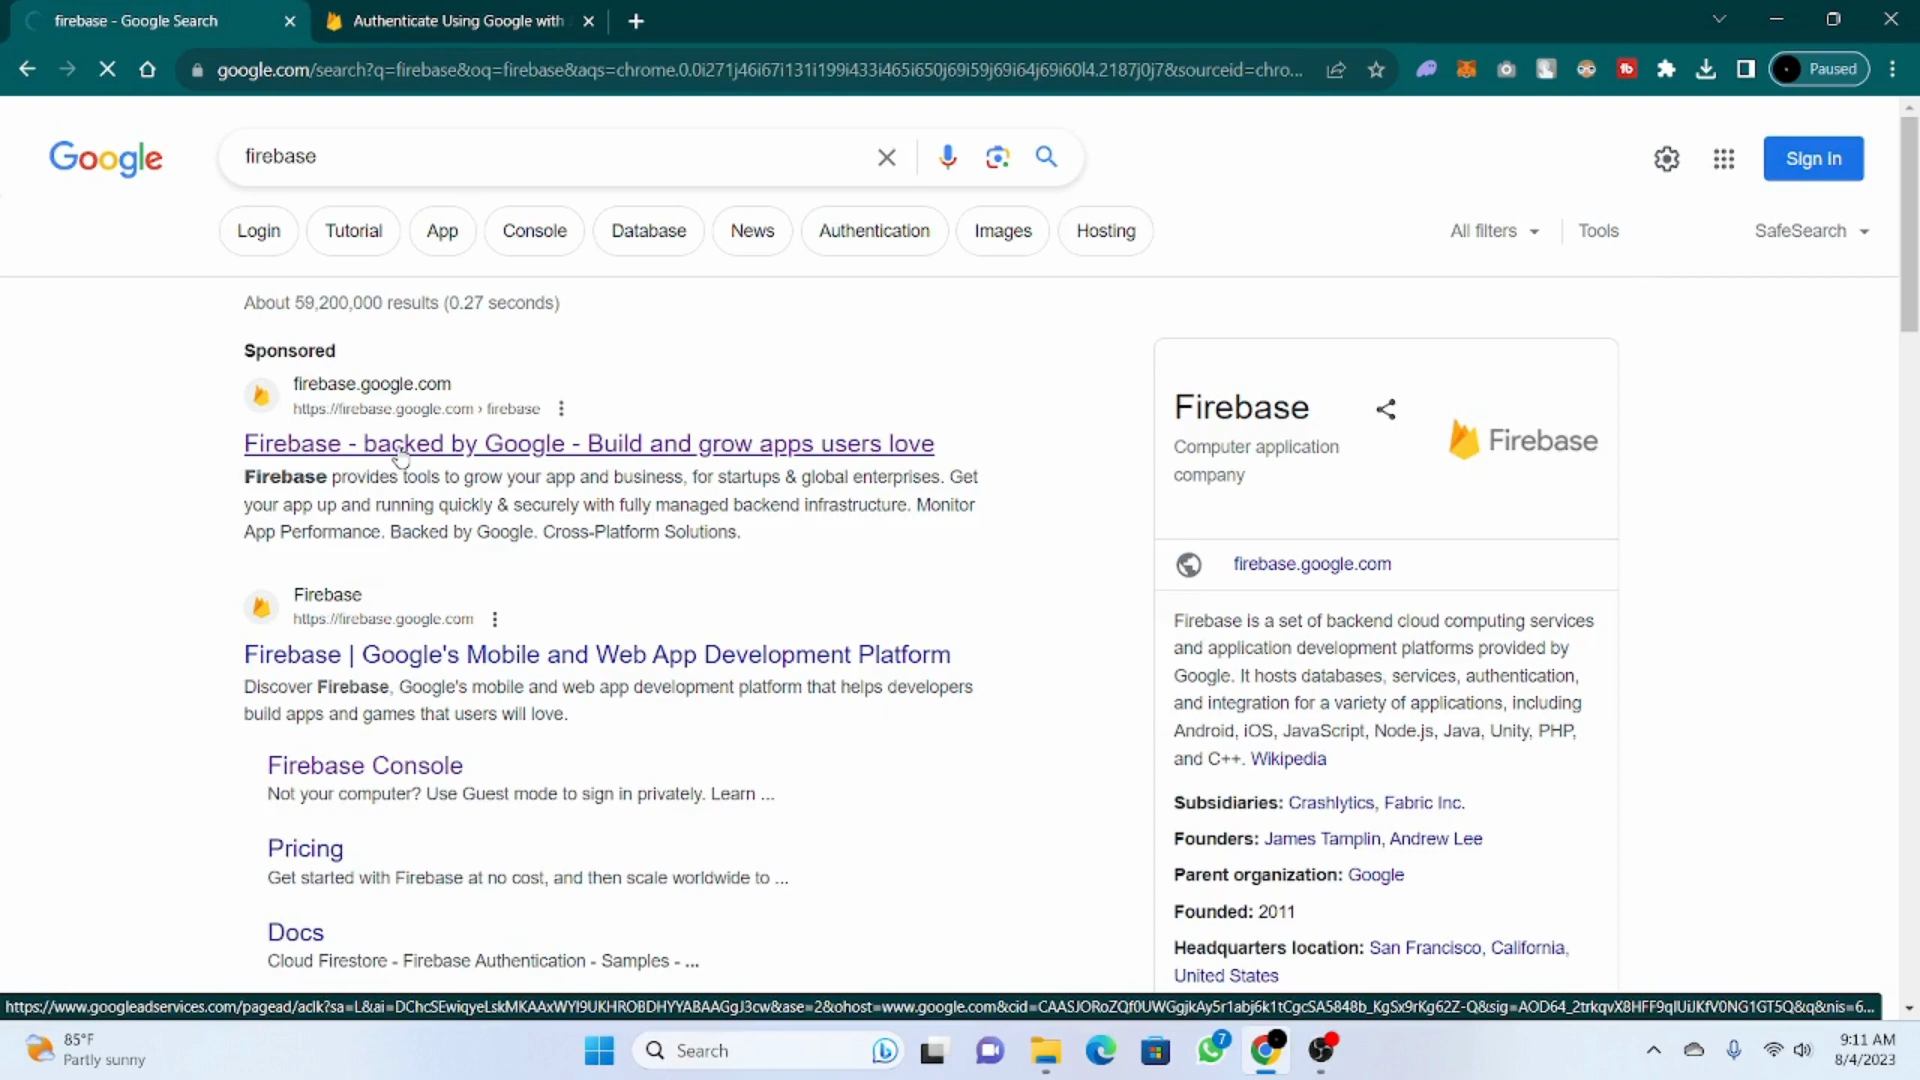 firebase - Google Search
Authenticate Using Google with
google.com/search?q=firebase&oq=firebase&aqs=chrome.0.0i271j46i67i131i199i433i465i650j69i59j69i64j69i60l4.2187j0j7&sourceid=chro...
Paused
Google
firebase
Sign in
Login
Tutorial
App
Console
Database
News
Authentication
Images
Hosting
All filters
Tools
SafeSearch
About 59,200,000 results (0.27 seconds)
Sponsored
firebase.google.com
https://firebase.google.com › firebase
Firebase - backed by Google - Build and grow apps users love
Firebase provides tools to grow your app and business, for startups & global enterprises. Get
your app up and running quickly & securely with fully managed backend infrastructure. Monitor
App Performance. Backed by Google. Cross-Platform Solutions.
Firebase
https://firebase.google.com
Firebase | Google's Mobile and Web App Development Platform
Discover Firebase, Google's mobile and web app development platform that helps developers
build apps and games that users will love.
Firebase Console
Not your computer? Use Guest mode to sign in privately. Learn ...
Pricing
Get started with Firebase at no cost, and then scale worldwide to ...
Docs
Cloud Firestore - Firebase Authentication - Samples - ...
Firebase
Computer application
company
Firebase
firebase.google.com
Firebase is a set of backend cloud computing services
and application development platforms provided by
Google. It hosts databases, services, authentication,
and integration for a variety of applications, including
Android, iOS, JavaScript, Node.js, Java, Unity, PHP,
and C++. Wikipedia
Subsidiaries: Crashlytics, Fabric Inc.
Founders: James Tamplin, Andrew Lee
Parent organization: Google
Founded: 2011
Headquarters location: San Francisco, California,
United States
85°F
Partly sunny
Search
7
9:11 AM
8/4/2023